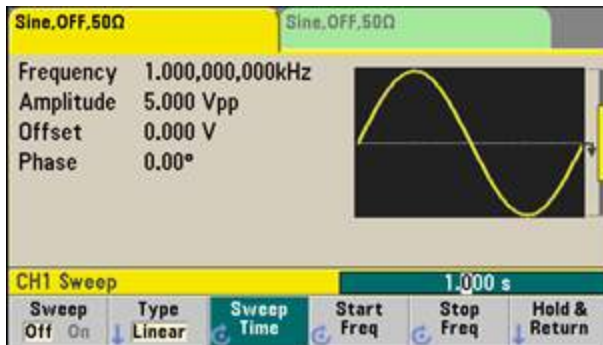 Sine,OFF,50Ω
Sine,OFF,50Ω
Frequency 1.000,000,000kHz
Amplitude 5.000 Vpp
Offset 0.000 V
Phase 0.00°
CH1 Sweep 1.000 s
Sweep Off On
Type Linear
Sweep Time
Start Freq
Stop Freq
Hold & Return